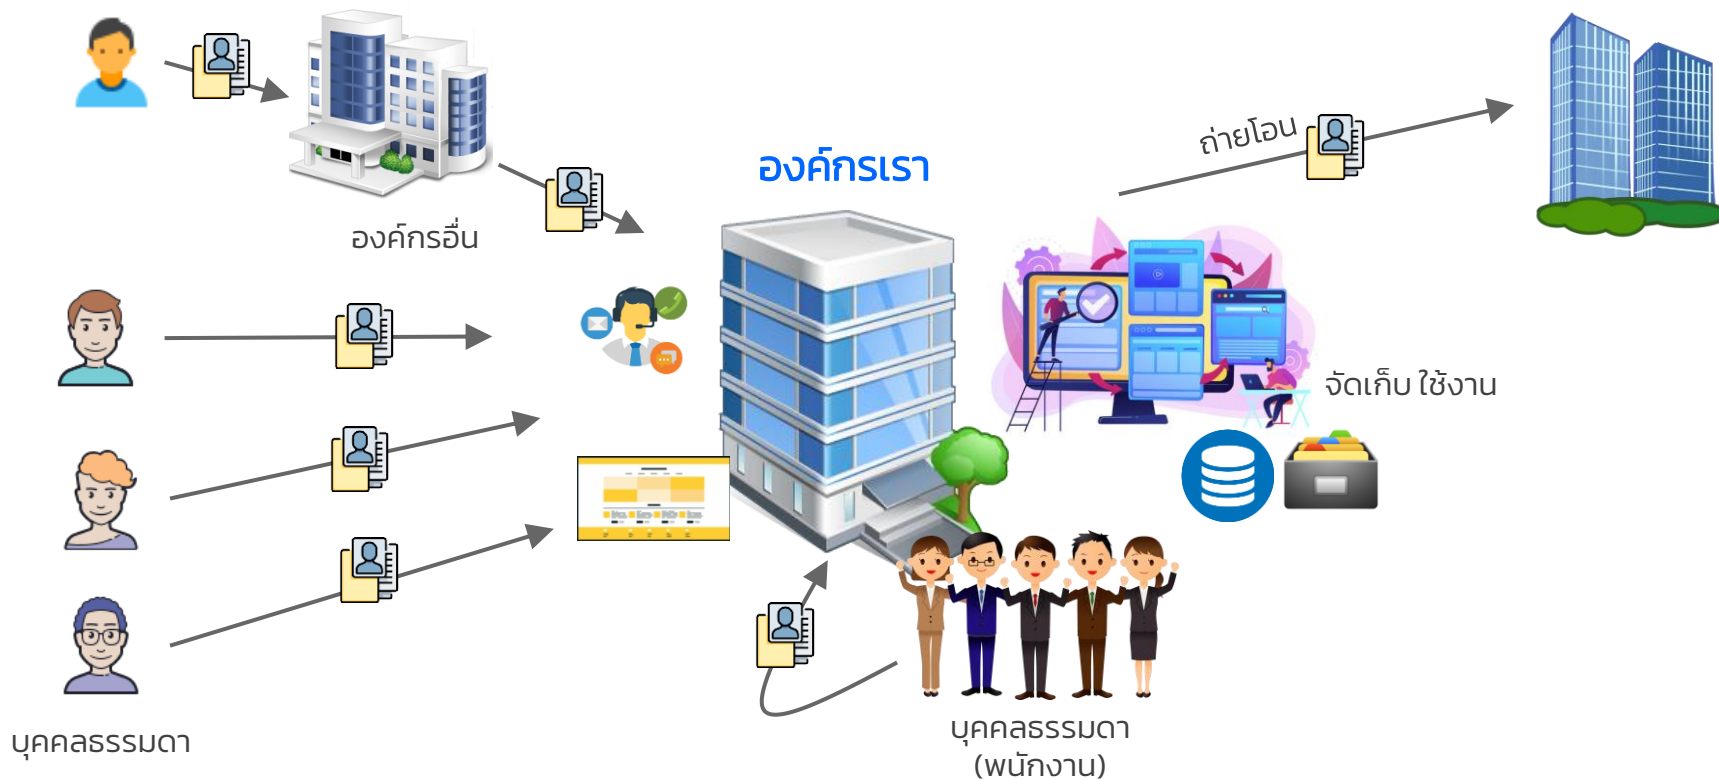 ถ่ายโอน
องค์กรเรา
องค์กรอื่น
จัดเก็บ ใช้งาน
บุคคลธรรมดา
บุคคลธรรมดา
(พนักงาน)